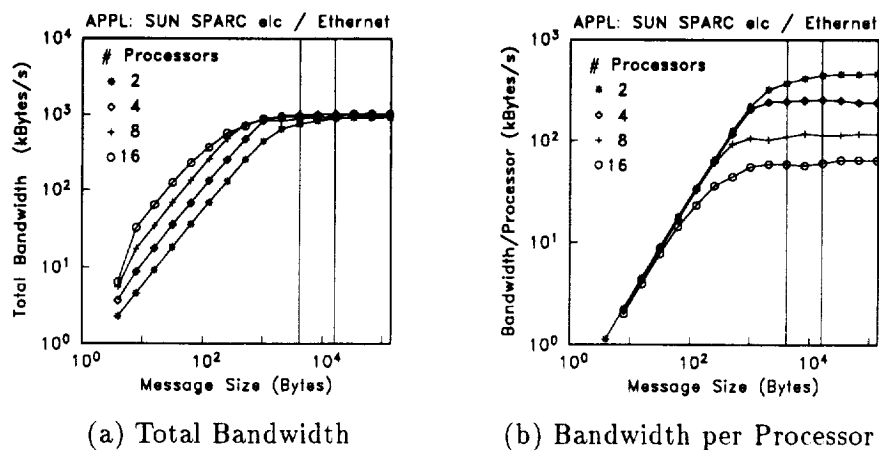 APPL: SUN SPARC elc / Ethernet
Total Bandwidth (kBytes/s)
10^4
10^3
10^2
10^1
10^0
# Processors
2
4
8
16
10^0 10^2 10^4
Message Size (Bytes)
(a) Total Bandwidth
APPL: SUN SPARC elc / Ethernet
Bandwidth/Processor (kBytes/s)
10^3
10^2
10^1
10^0
# Processors
2
4
8
16
10^0 10^2 10^4
Message Size (Bytes)
(b) Bandwidth per Processor